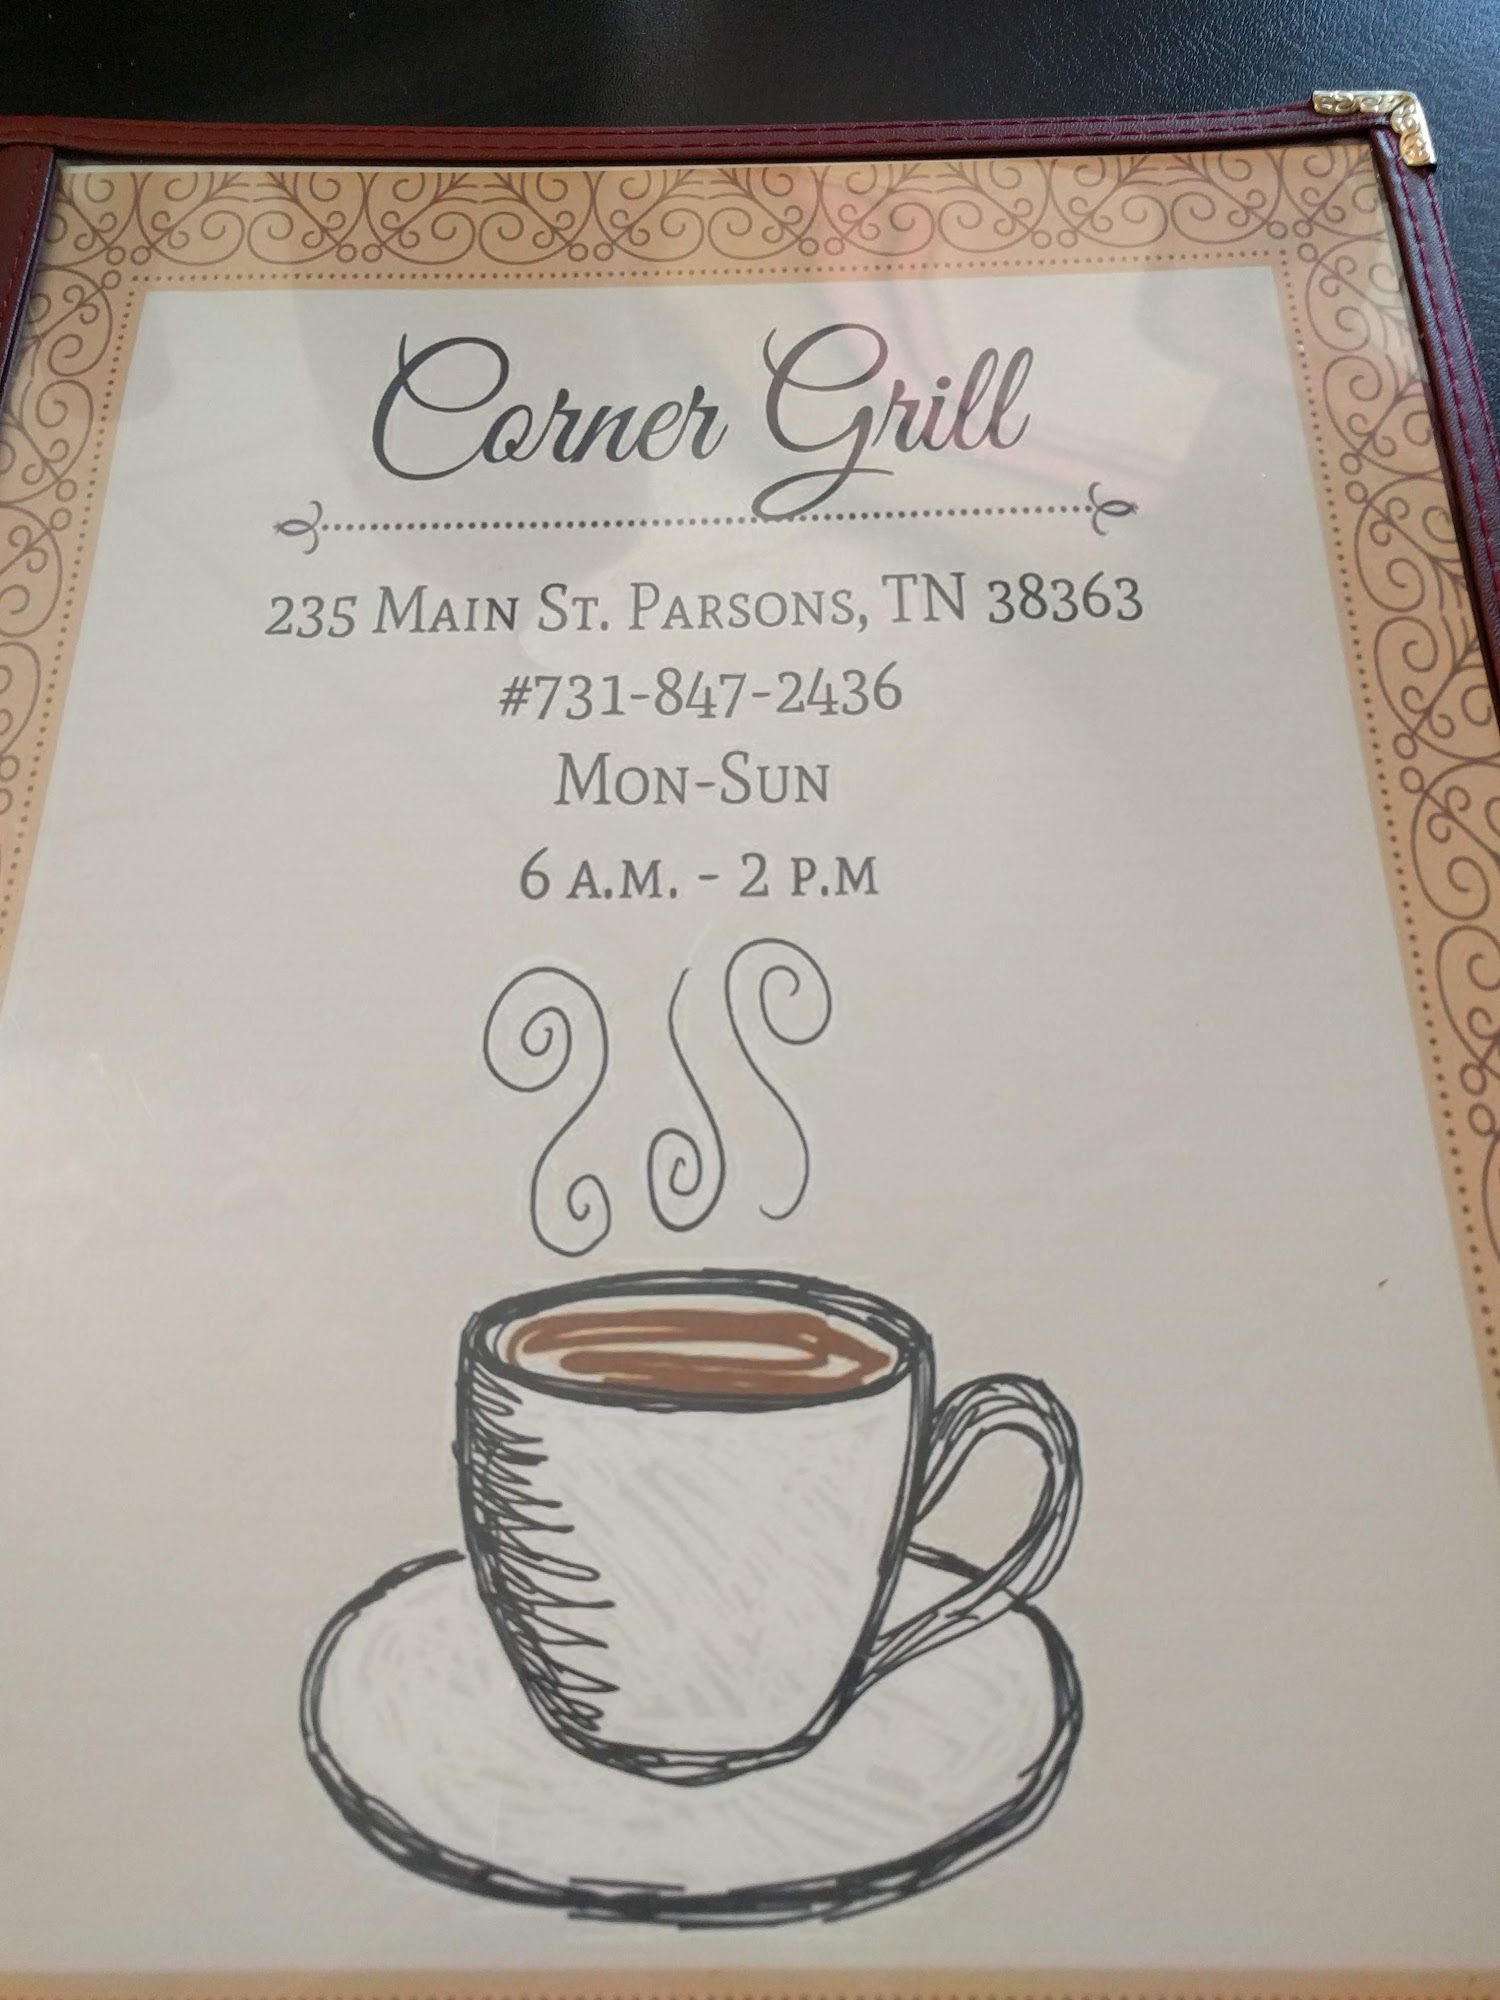 Corner Grill
235 Main St. Parsons, TN 38363
#731-847-2436
Mon-Sun
6 A.M. - 2 P.M